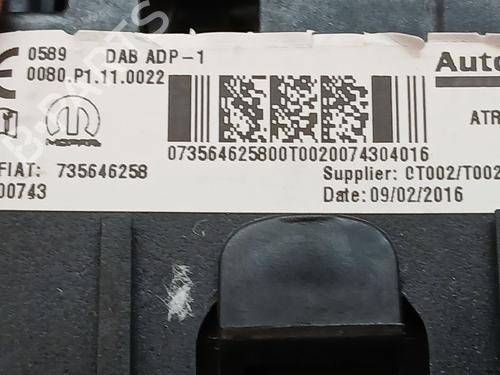 0589 DAB ADP-1
0080.P1.11.0022
Auto
MOPAR
ATR
073564625800T0020074304016
FIAT: 735646258
Supplier: CT002/T002
00743
Date: 09/02/2016
B-PARTS